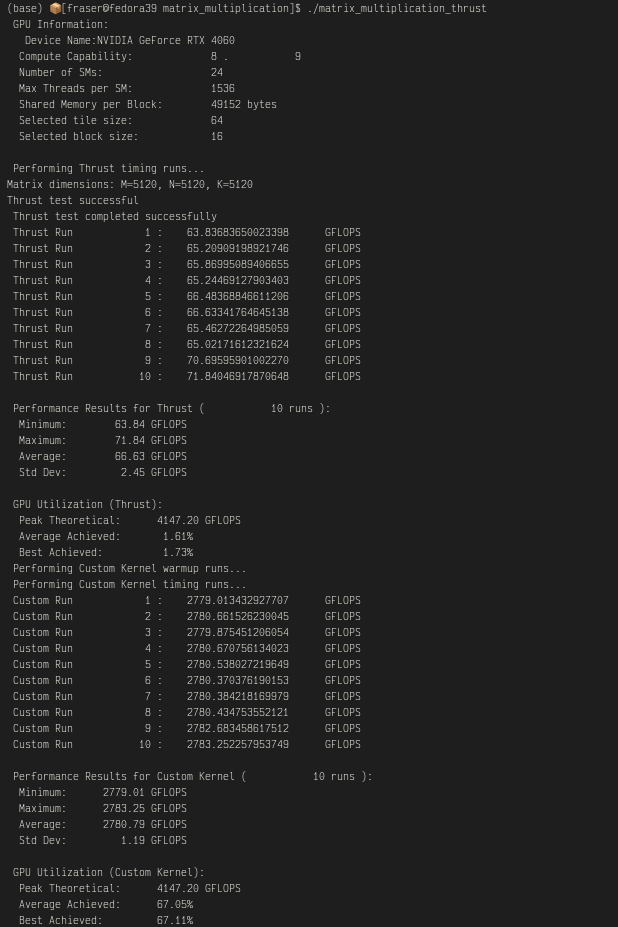 (base) 📦[fraser@fedora39 matrix_multiplication]$ ./matrix_multiplication_thrust
GPU Information:
Device Name:NVIDIA GeForce RTX 4060
Compute Capability: 8 . 9
Number of SMs: 24
Max Threads per SM: 1536
Shared Memory per Block: 49152 bytes
Selected tile size: 64
Selected block size: 16
Performing Thrust timing runs...
Matrix dimensions: M=5120, N=5120, K=5120
Thrust test successful
Thrust test completed successfully
Thrust Run 1 : 63.83683650023398 GFLOPS
Thrust Run 2 : 65.20909198921746 GFLOPS
Thrust Run 3 : 65.86995089406655 GFLOPS
Thrust Run 4 : 65.24469127903403 GFLOPS
Thrust Run 5 : 66.48368846611206 GFLOPS
Thrust Run 6 : 66.63341764645138 GFLOPS
Thrust Run 7 : 65.46272264985059 GFLOPS
Thrust Run 8 : 65.02171612321624 GFLOPS
Thrust Run 9 : 70.69595901002270 GFLOPS
Thrust Run 10 : 71.84046917870648 GFLOPS
Performance Results for Thrust ( 10 runs ):
Minimum: 63.84 GFLOPS
Maximum: 71.84 GFLOPS
Average: 66.63 GFLOPS
Std Dev: 2.45 GFLOPS
GPU Utilization (Thrust):
Peak Theoretical: 4147.20 GFLOPS
Average Achieved: 1.61%
Best Achieved: 1.73%
Performing Custom Kernel warmup runs...
Performing Custom Kernel timing runs...
Custom Run 1 : 2779.013432927707 GFLOPS
Custom Run 2 : 2780.661526230045 GFLOPS
Custom Run 3 : 2779.875451206054 GFLOPS
Custom Run 4 : 2780.670756134023 GFLOPS
Custom Run 5 : 2780.538027219649 GFLOPS
Custom Run 6 : 2780.370376190153 GFLOPS
Custom Run 7 : 2780.384218169979 GFLOPS
Custom Run 8 : 2780.434753552121 GFLOPS
Custom Run 9 : 2782.683458617512 GFLOPS
Custom Run 10 : 2783.252257953749 GFLOPS
Performance Results for Custom Kernel ( 10 runs ):
Minimum: 2779.01 GFLOPS
Maximum: 2783.25 GFLOPS
Average: 2780.79 GFLOPS
Std Dev: 1.19 GFLOPS
GPU Utilization (Custom Kernel):
Peak Theoretical: 4147.20 GFLOPS
Average Achieved: 67.05%
Best Achieved: 67.11%